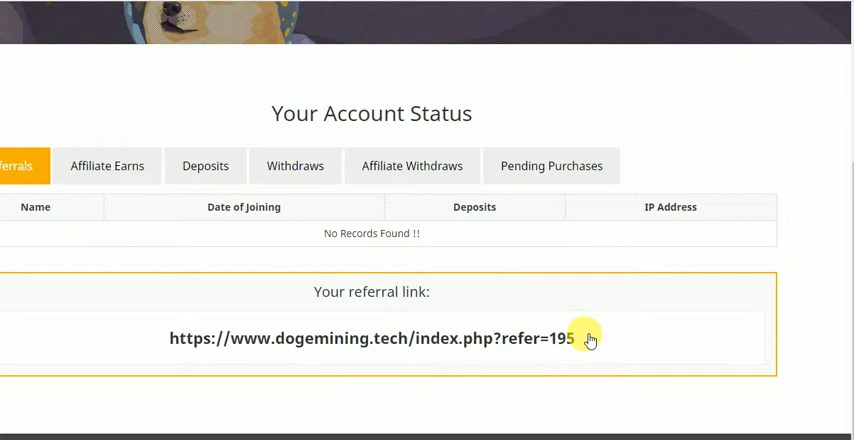 Your Account Status
ferrals Affiliate Earns Deposits Withdraws Affiliate Withdraws Pending Purchases
Name Date of Joining Deposits IP Address
No Records Found !!
Your referral link:
https://www.dogemining.tech/index.php?refer=195